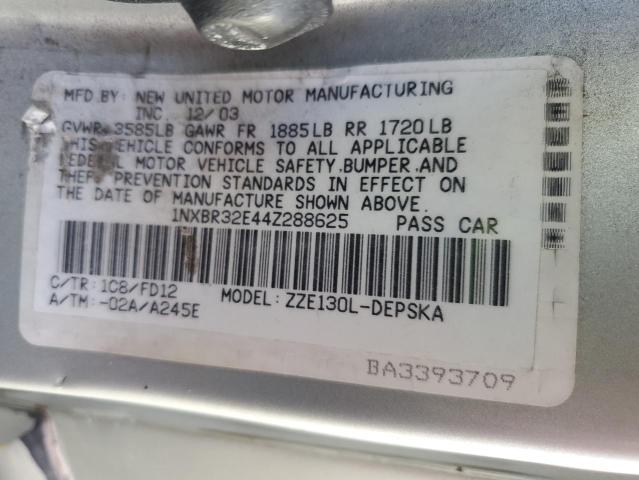 MFD.BY: NEW UNITED MOTOR MANUFACTURING
INC. 12/03
GVWR 3585LB GAWR FR 1885LB RR 1720LB
THIS VEHICLE CONFORMS TO ALL APPLICABLE
FEDERAL MOTOR VEHICLE SAFETY, BUMPER, AND
THEFT PREVENTION STANDARDS IN EFFECT ON
THE DATE OF MANUFACTURE SHOWN ABOVE.
1NXBR32E44Z288625 PASS CAR
C/TR: 1C8/FD12
A/TM: -02A/A245E MODEL: ZZE130L-DEPSKA
BA3393709